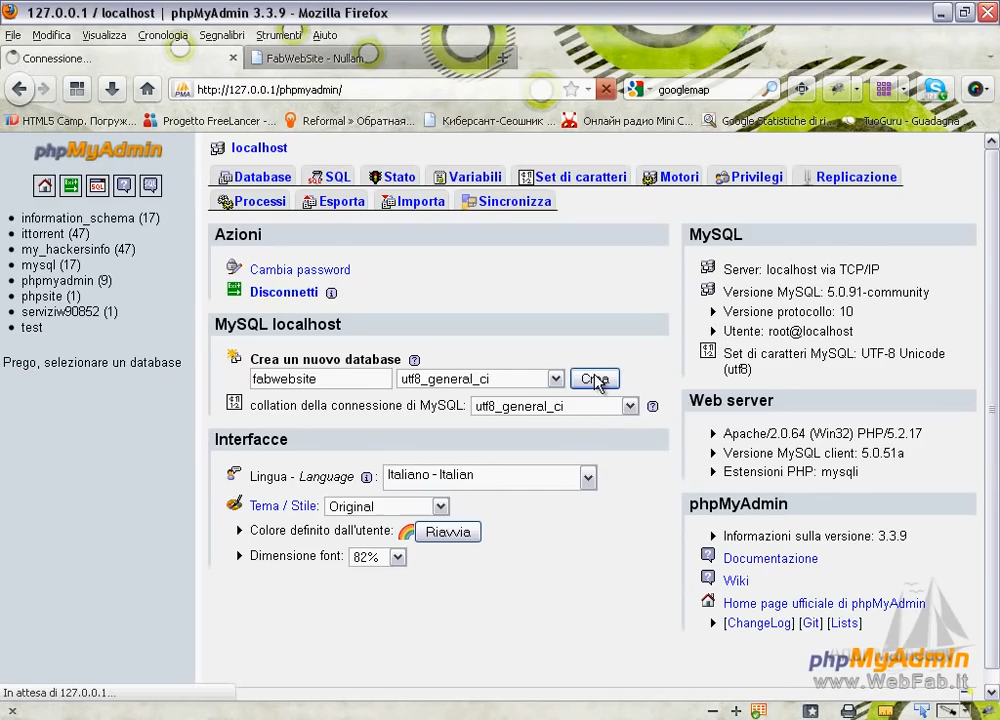 127.0.0.1 / localhost | phpMyAdmin 3.3.9 - Mozilla Firefox
File Modifica Visualizza Cronologia Segnalibri Strumenti Aiuto
Connessione... FabWebSite - Nullam...
http://127.0.0.1/phpmyadmin/ googlemap
HTML5 Camp. Погруж... Progetto FreeLancer - ... Reformal » Обратная... Киберсант-Сеошник ... Онлайн радио Mini C... Google Statistiche di ri... TuoGuru - Guadagna
phpMyAdmin
information_schema (17)
ittorrent (47)
my_hackersinfo (47)
mysql (17)
phpmyadmin (9)
phpsite (1)
serviziw90852 (1)
test
Prego, selezionare un database
localhost
Database SQL Stato Variabili Set di caratteri Motori Privilegi Replicazione
Processi Esporta Importa Sincronizza
Azioni
Cambia password
Disconnetti
MySQL localhost
Crea un nuovo database
fabwebsite utf8_general_ci Crea
collation della connessione di MySQL: utf8_general_ci
Interfacce
Lingua - Language : Italiano - Italian
Tema / Stile: Original
Colore definito dall'utente: Riavvia
Dimensione font: 82%
MySQL
Server: localhost via TCP/IP
Versione MySQL: 5.0.91-community
Versione protocollo: 10
Utente: root@localhost
Set di caratteri MySQL: UTF-8 Unicode
(utf8)
Web server
Apache/2.0.64 (Win32) PHP/5.2.17
Versione MySQL client: 5.0.51a
Estensioni PHP: mysqli
phpMyAdmin
Informazioni sulla versione: 3.3.9
Documentazione
Wiki
Home page ufficiale di phpMyAdmin
[ChangeLog] [Git] [Lists]
phpMyAdmin
www.WebFab.it
In attesa di 127.0.0.1...